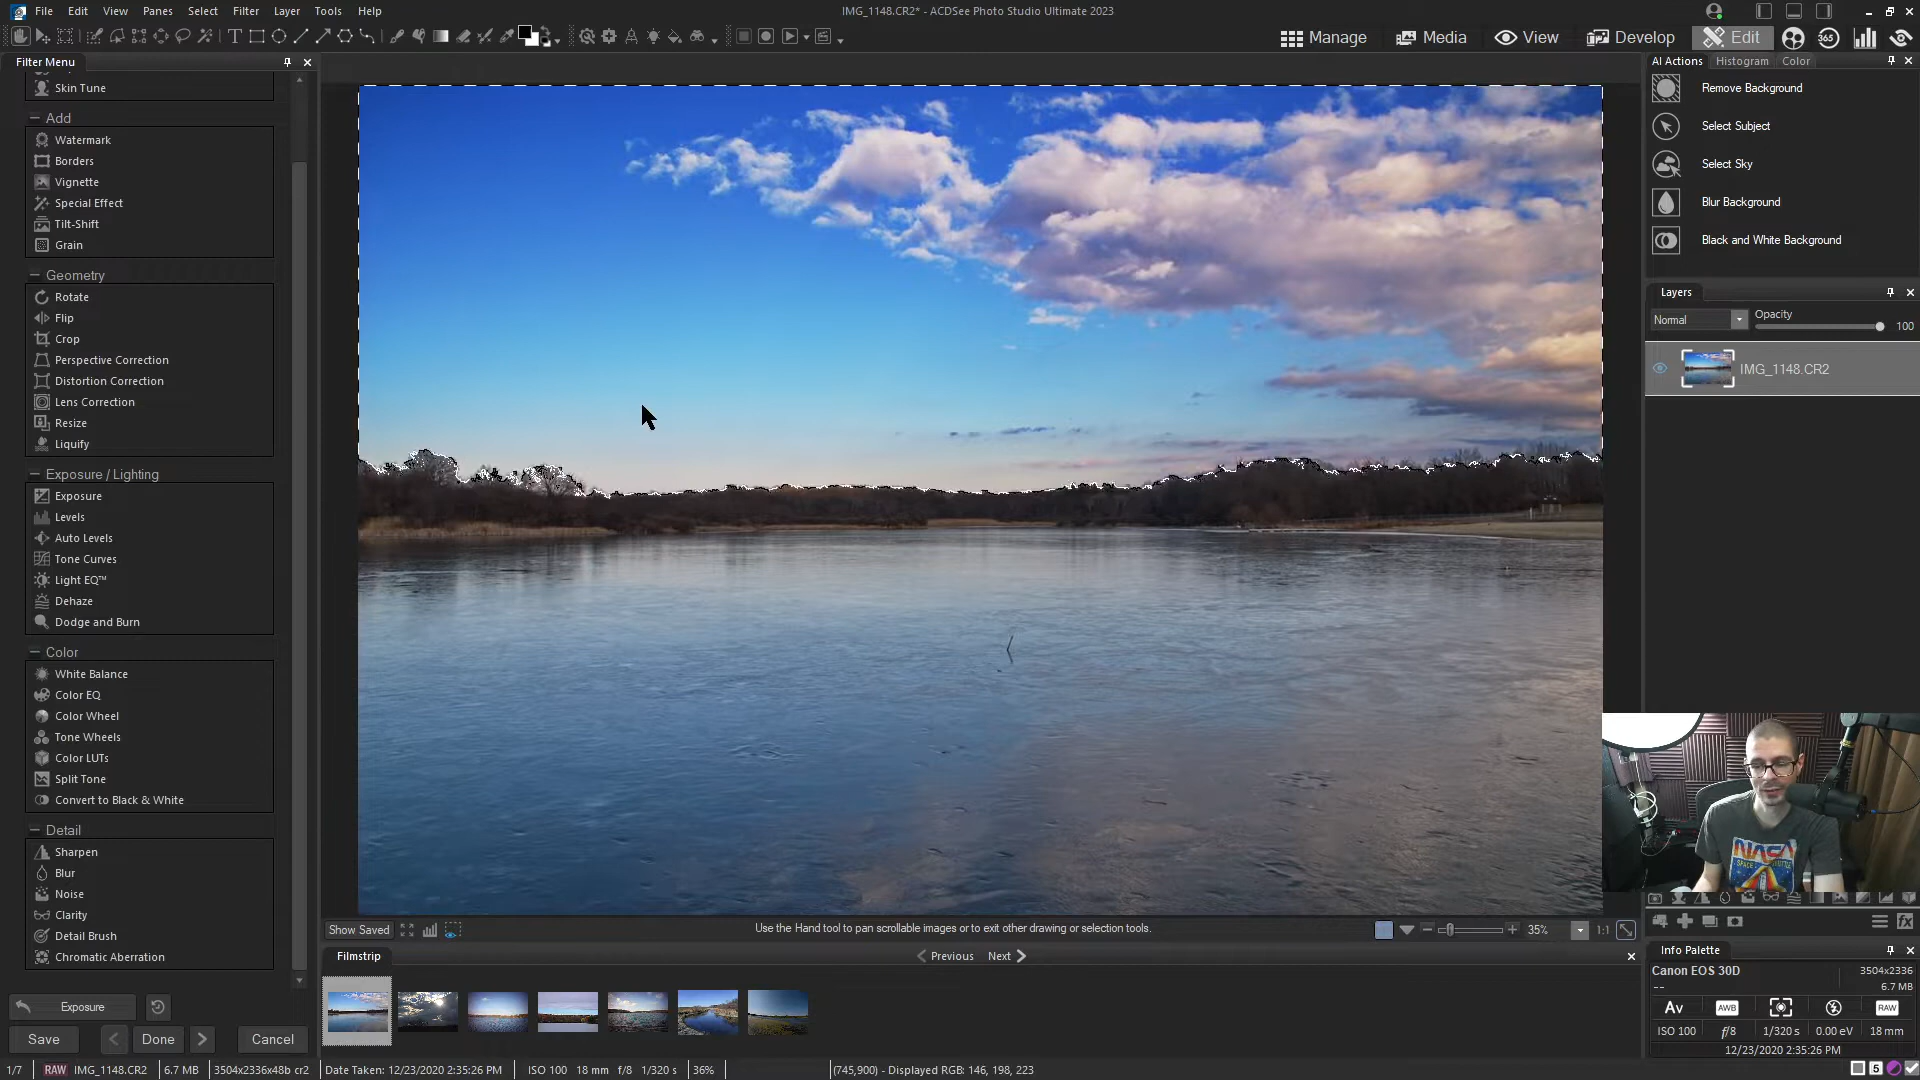 File Edit View Panes Select Filter Layer Tools Help
IMG_1148.CR2* - ACDSee Photo Studio Ultimate 2023
Manage Media View Develop Edit 365
Filter Menu
Skin Tune
Add
Watermark
Borders
Vignette
Special Effect
Tilt-Shift
Grain
Geometry
Rotate
Flip
Crop
Perspective Correction
Distortion Correction
Lens Correction
Resize
Liquify
Exposure / Lighting
Exposure
Levels
Auto Levels
Tone Curves
Light EQ™
Dehaze
Dodge and Burn
Color
White Balance
Color EQ
Color Wheel
Tone Wheels
Color LUTs
Split Tone
Convert to Black & White
Detail
Sharpen
Blur
Noise
Clarity
Detail Brush
Chromatic Aberration
Exposure
Save Done Cancel
AI Actions Histogram Color
Remove Background
Select Subject
Select Sky
Blur Background
Black and White Background
Layers
Normal Opacity 100
IMG_1148.CR2
NASA
SPACE SHUTTLE
fx
Show Saved
Use the Hand tool to pan scrollable images or to exit other drawing or selection tools.
35% 1:1
Filmstrip
Previous Next
Info Palette
Canon EOS 30D 3504x2336
-- 6.7 MB
Av AWB RAW
ISO 100 f/8 1/320 s 0.00 eV 18 mm
12/23/2020 2:35:26 PM
1/7 RAW IMG_1148.CR2 6.7 MB 3504x2336x48b cr2 Date Taken: 12/23/2020 2:35:26 PM ISO 100 18 mm f/8 1/320 s 36% (745,900) - Displayed RGB: 146, 198, 223